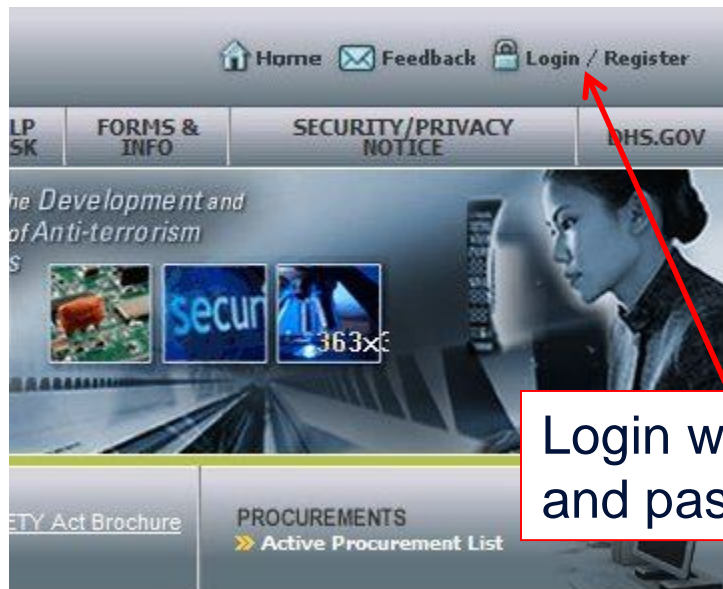 Home Feedback Login / Register
LP
SK
FORMS &
INFO
SECURITY/PRIVACY
NOTICE
DHS.GOV
he Development and
of Anti-terrorism
s
secur
363x3
Login w
and pas
ETY Act Brochure
PROCUREMENTS
» Active Procurement List